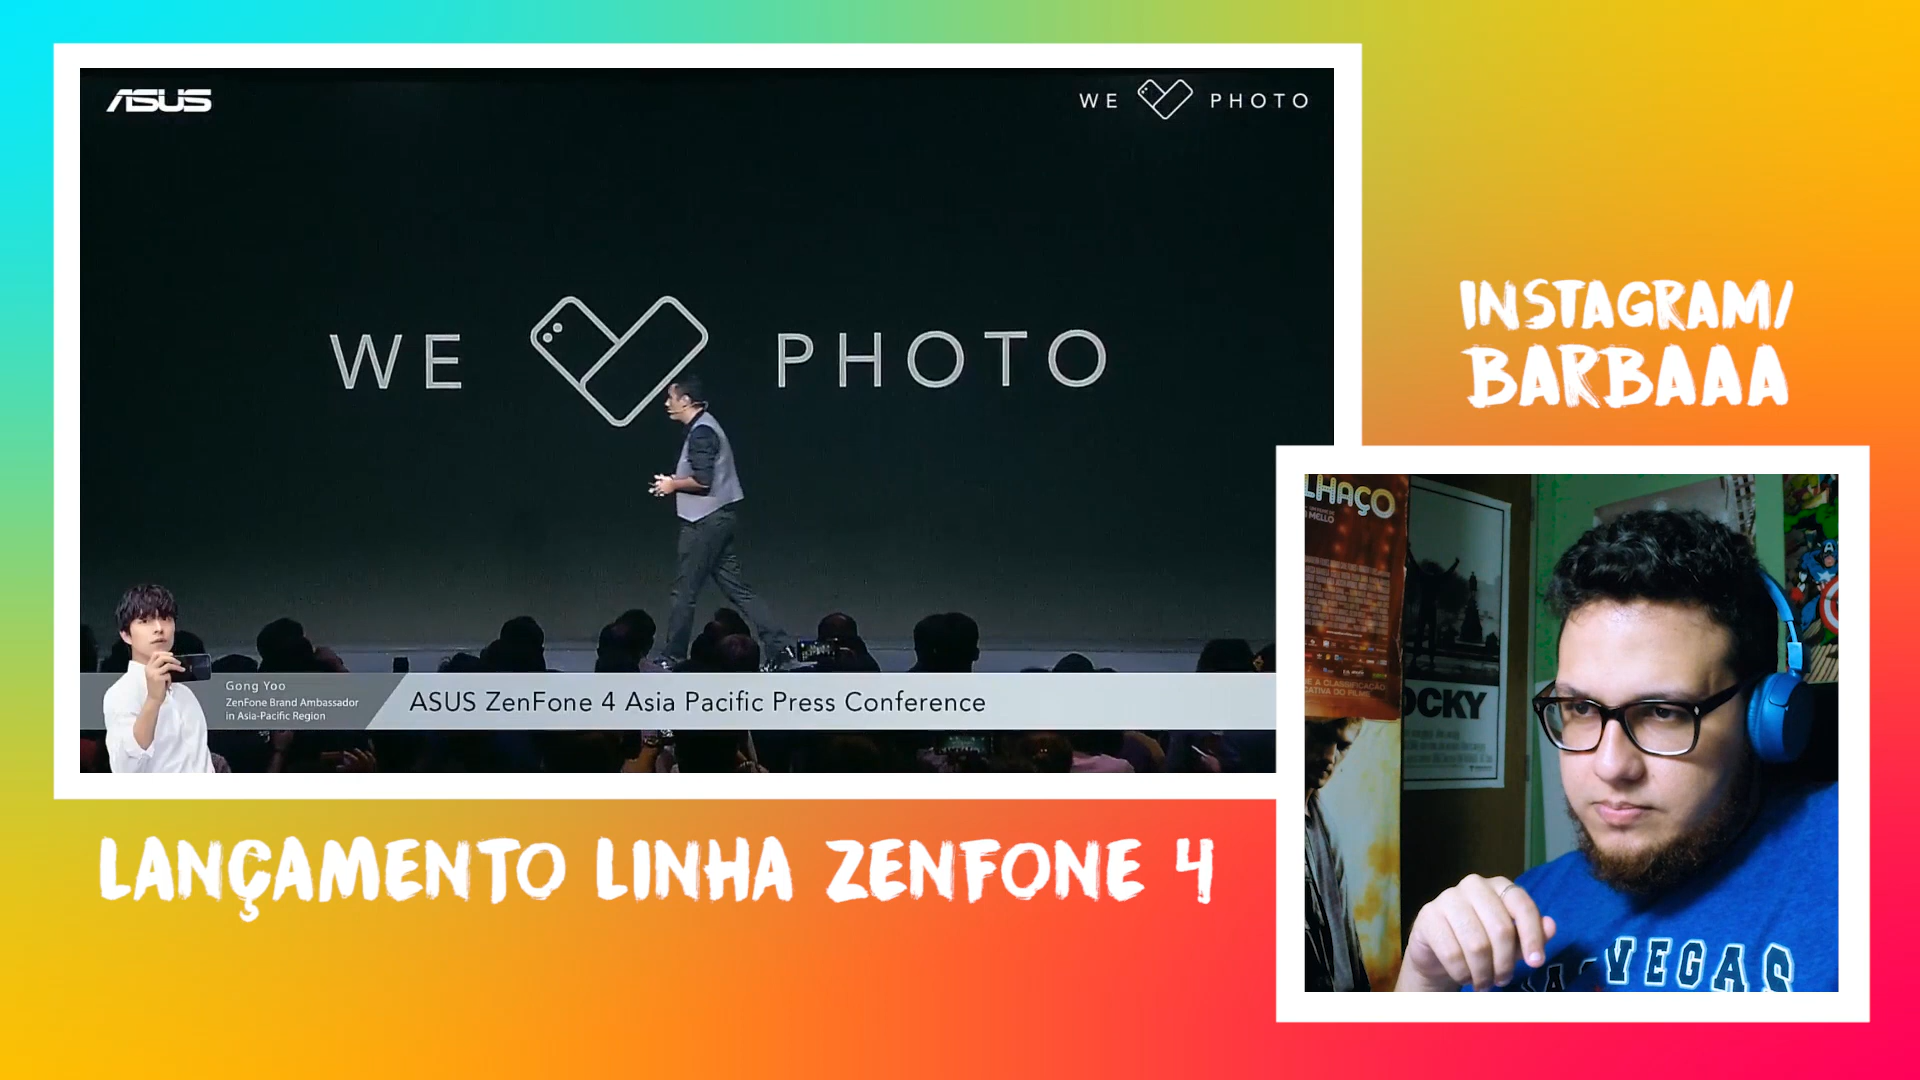 ASUS
WE PHOTO
WE PHOTO
Gong Yoo
ZenFone Brand Ambassador
in Asia-Pacific Region
ASUS ZenFone 4 Asia Pacific Press Conference
INSTAGRAM/
BARBAAA
LHAÇO
MELLO
OCKY
VEGAS
LANÇAMENTO LINHA ZENFONE 4